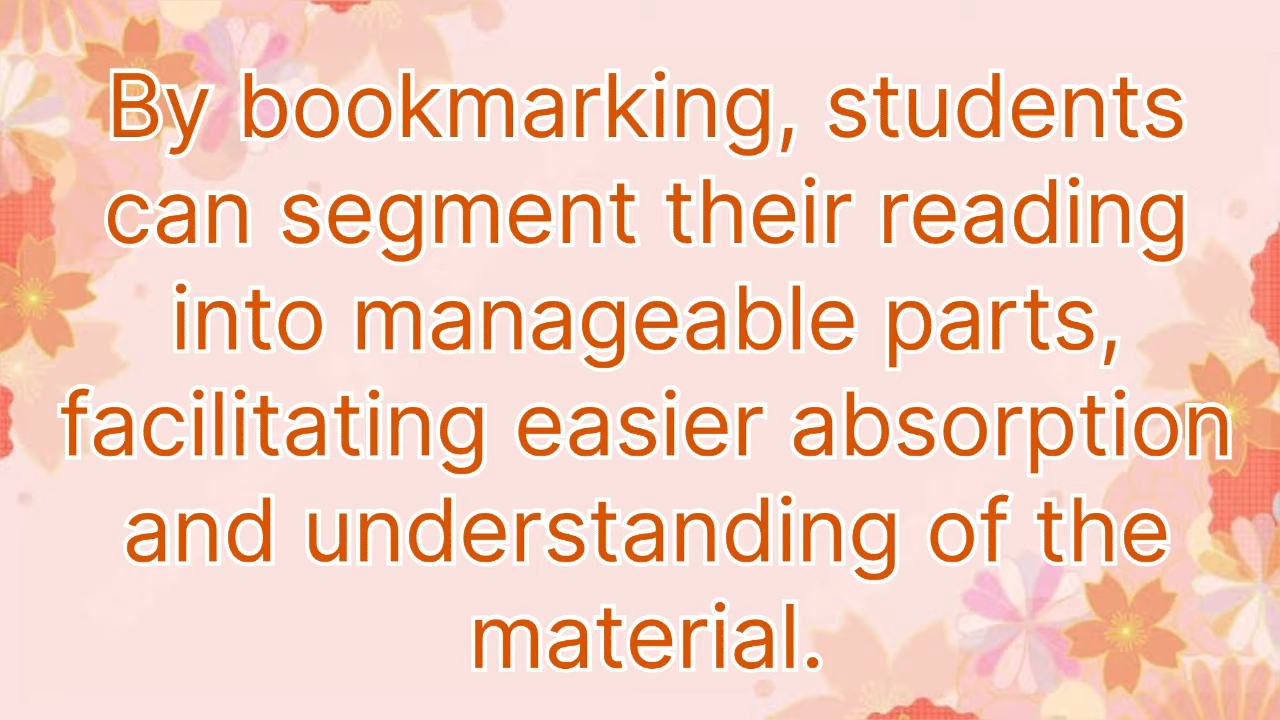 By bookmarking, students
can segment their reading
into manageable parts,
facilitating easier absorption
and understanding of the
material.